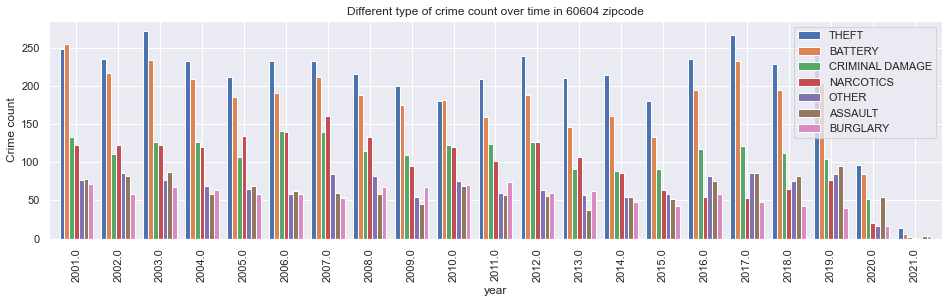 Different type of crime count over time in 60604 zipcode
Crime count
250
200
150
100
50
0
THEFT
BATTERY
CRIMINAL DAMAGE
NARCOTICS
OTHER
ASSAULT
BURGLARY
2001.0
2002.0
2003.0
2004.0
2005.0
2006.0
2007.0
2008.0
2009.0
2010.0
2011.0
2012.0
2013.0
2014.0
2015.0
2016.0
2017.0
2018.0
2019.0
2020.0
2021.0
year